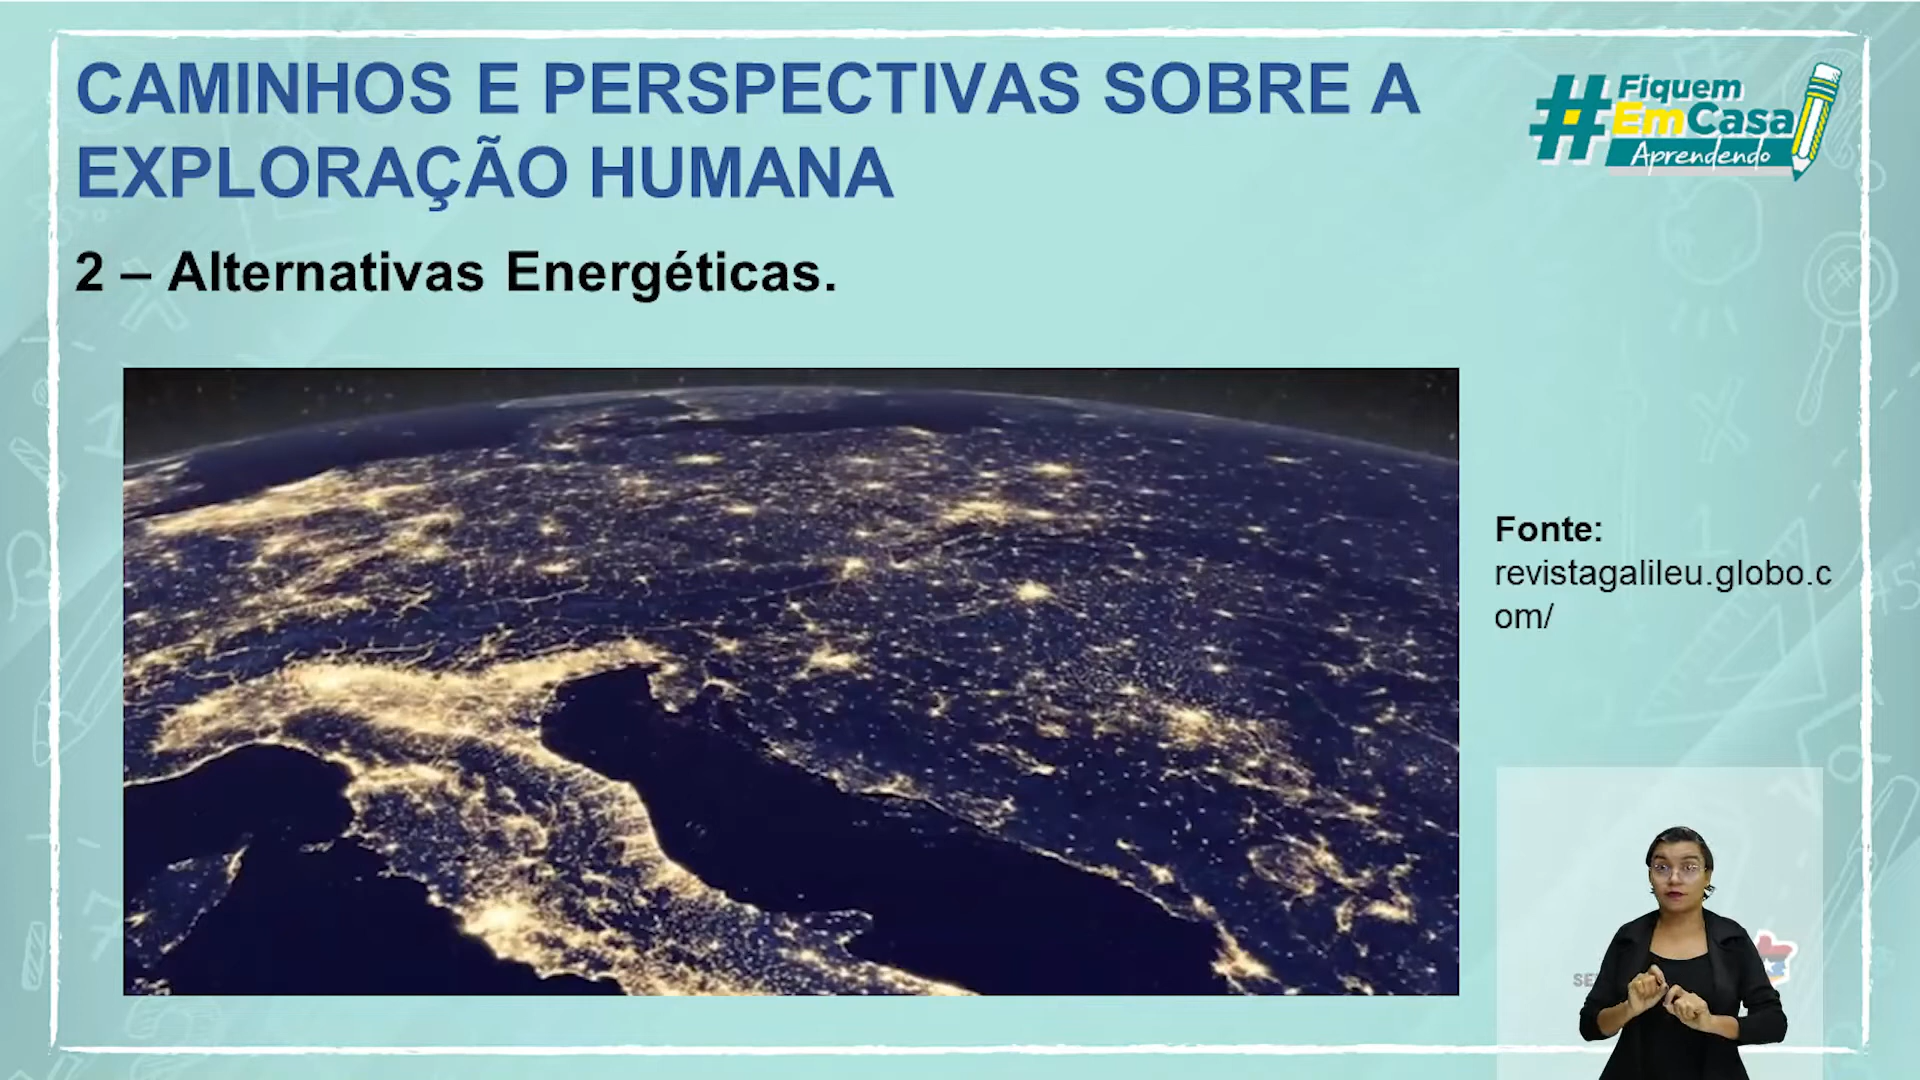 CAMINHOS E PERSPECTIVAS SOBRE A
EXPLORAÇÃO HUMANA
#Fiquem
EmCasa
Aprendendo
2 – Alternativas Energéticas.
Fonte:
revistagalileu.globo.c
om/